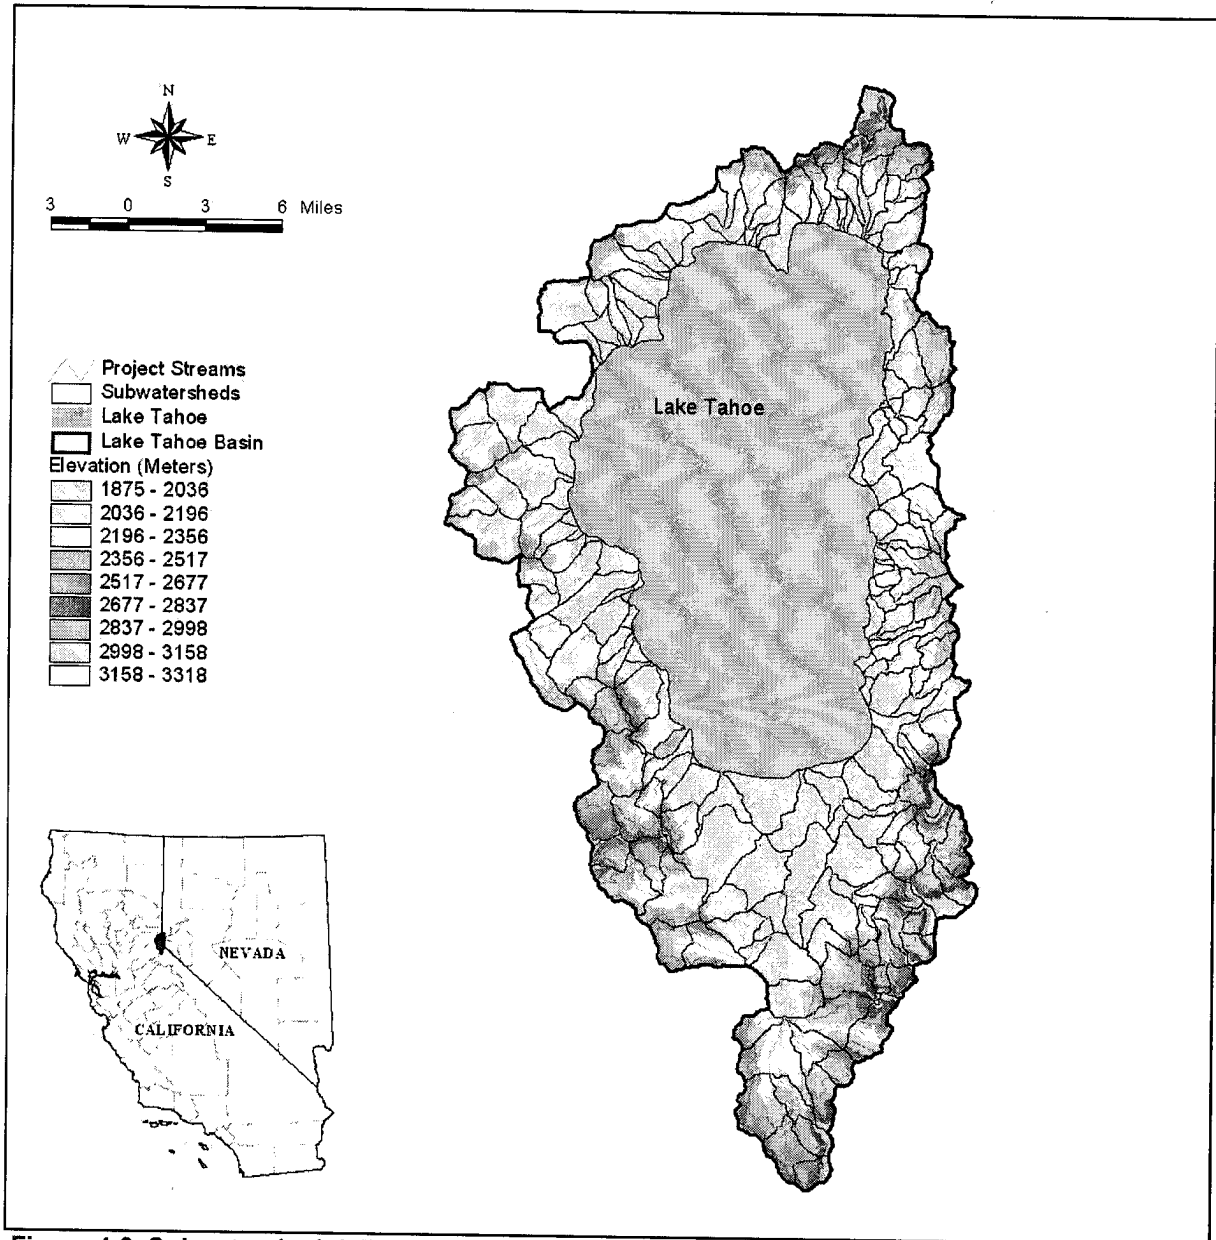 N
W E
S
3 0 3 6 Miles
Project Streams
Subwatersheds
Lake Tahoe
Lake Tahoe Basin
Elevation (Meters)
1875 - 2036
2036 - 2196
2196 - 2356
2356 - 2517
2517 - 2677
2677 - 2837
2837 - 2998
2998 - 3158
3158 - 3318
Lake Tahoe
NEVADA
CALIFORNIA